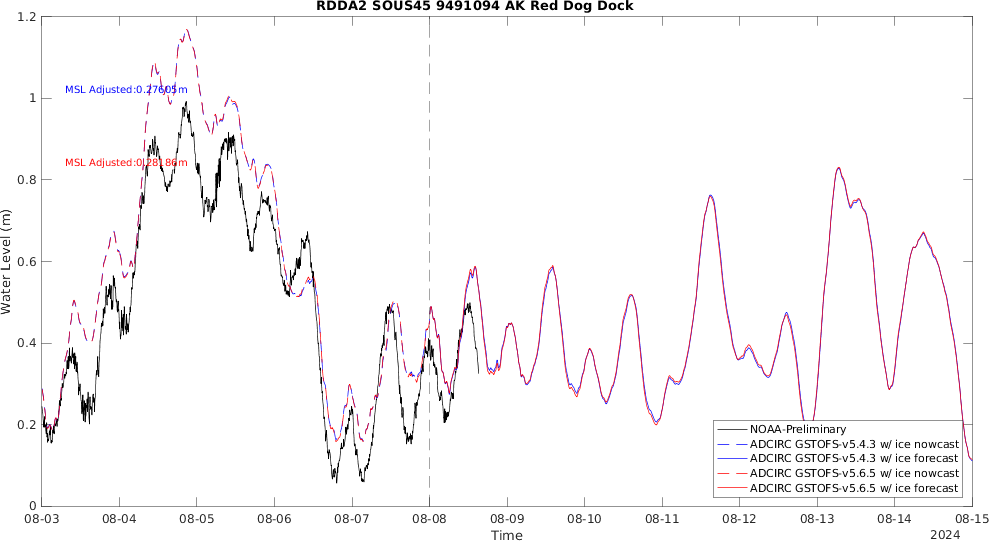 RDDA2 SOUS45 9491094 AK Red Dog Dock
1.2
1
0.8
0.6
0.4
0.2
0
Water Level (m)
MSL Adjusted:0.27605m
MSL Adjusted:0.28186m
NOAA-Preliminary
ADCIRC GSTOFS-v5.4.3 w/ ice nowcast
ADCIRC GSTOFS-v5.4.3 w/ ice forecast
ADCIRC GSTOFS-v5.6.5 w/ ice nowcast
ADCIRC GSTOFS-v5.6.5 w/ ice forecast
08-03 08-04 08-05 08-06 08-07 08-08 08-09 08-10 08-11 08-12 08-13 08-14 08-15
Time
2024